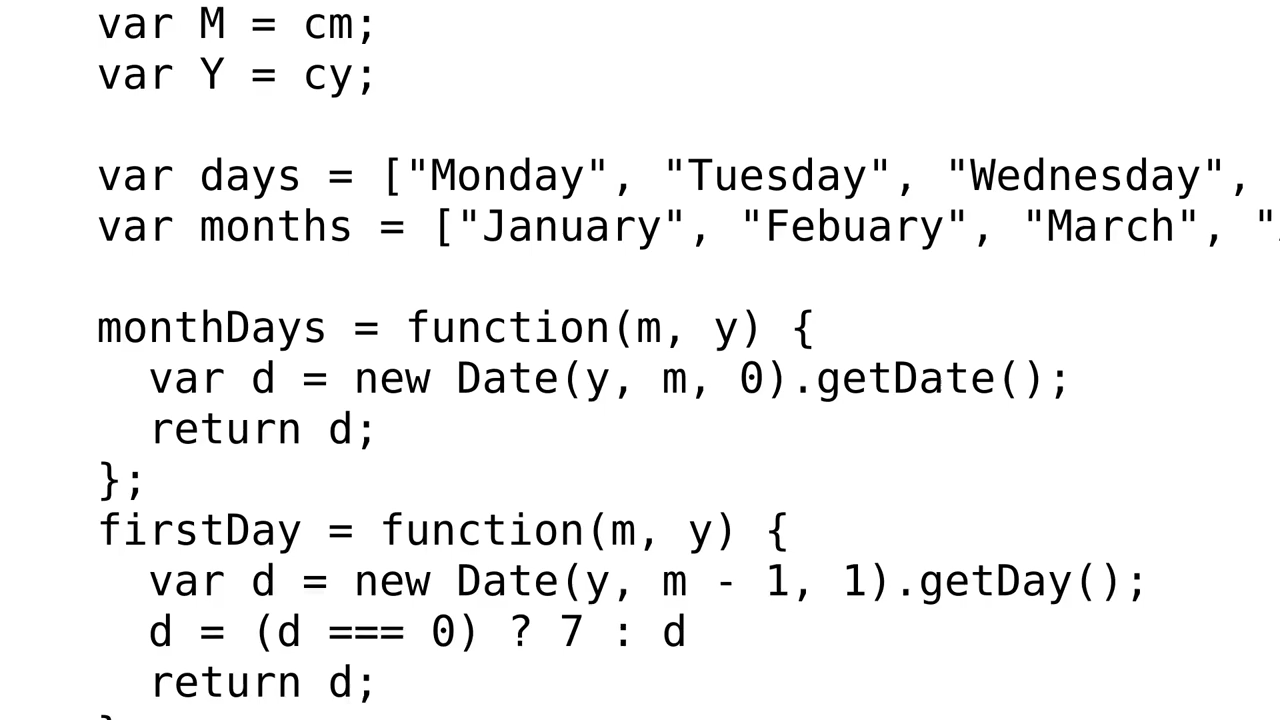 var M = cm;
var Y = cy;
var days = ["Monday", "Tuesday", "Wednesday",
var months = ["January", "Febuary", "March", "
monthDays = function(m, y) {
var d = new Date(y, m, 0).getDate();
return d;
};
firstDay = function(m, y) {
var d = new Date(y, m - 1, 1).getDay();
d = (d === 0) ? 7 : d
return d;